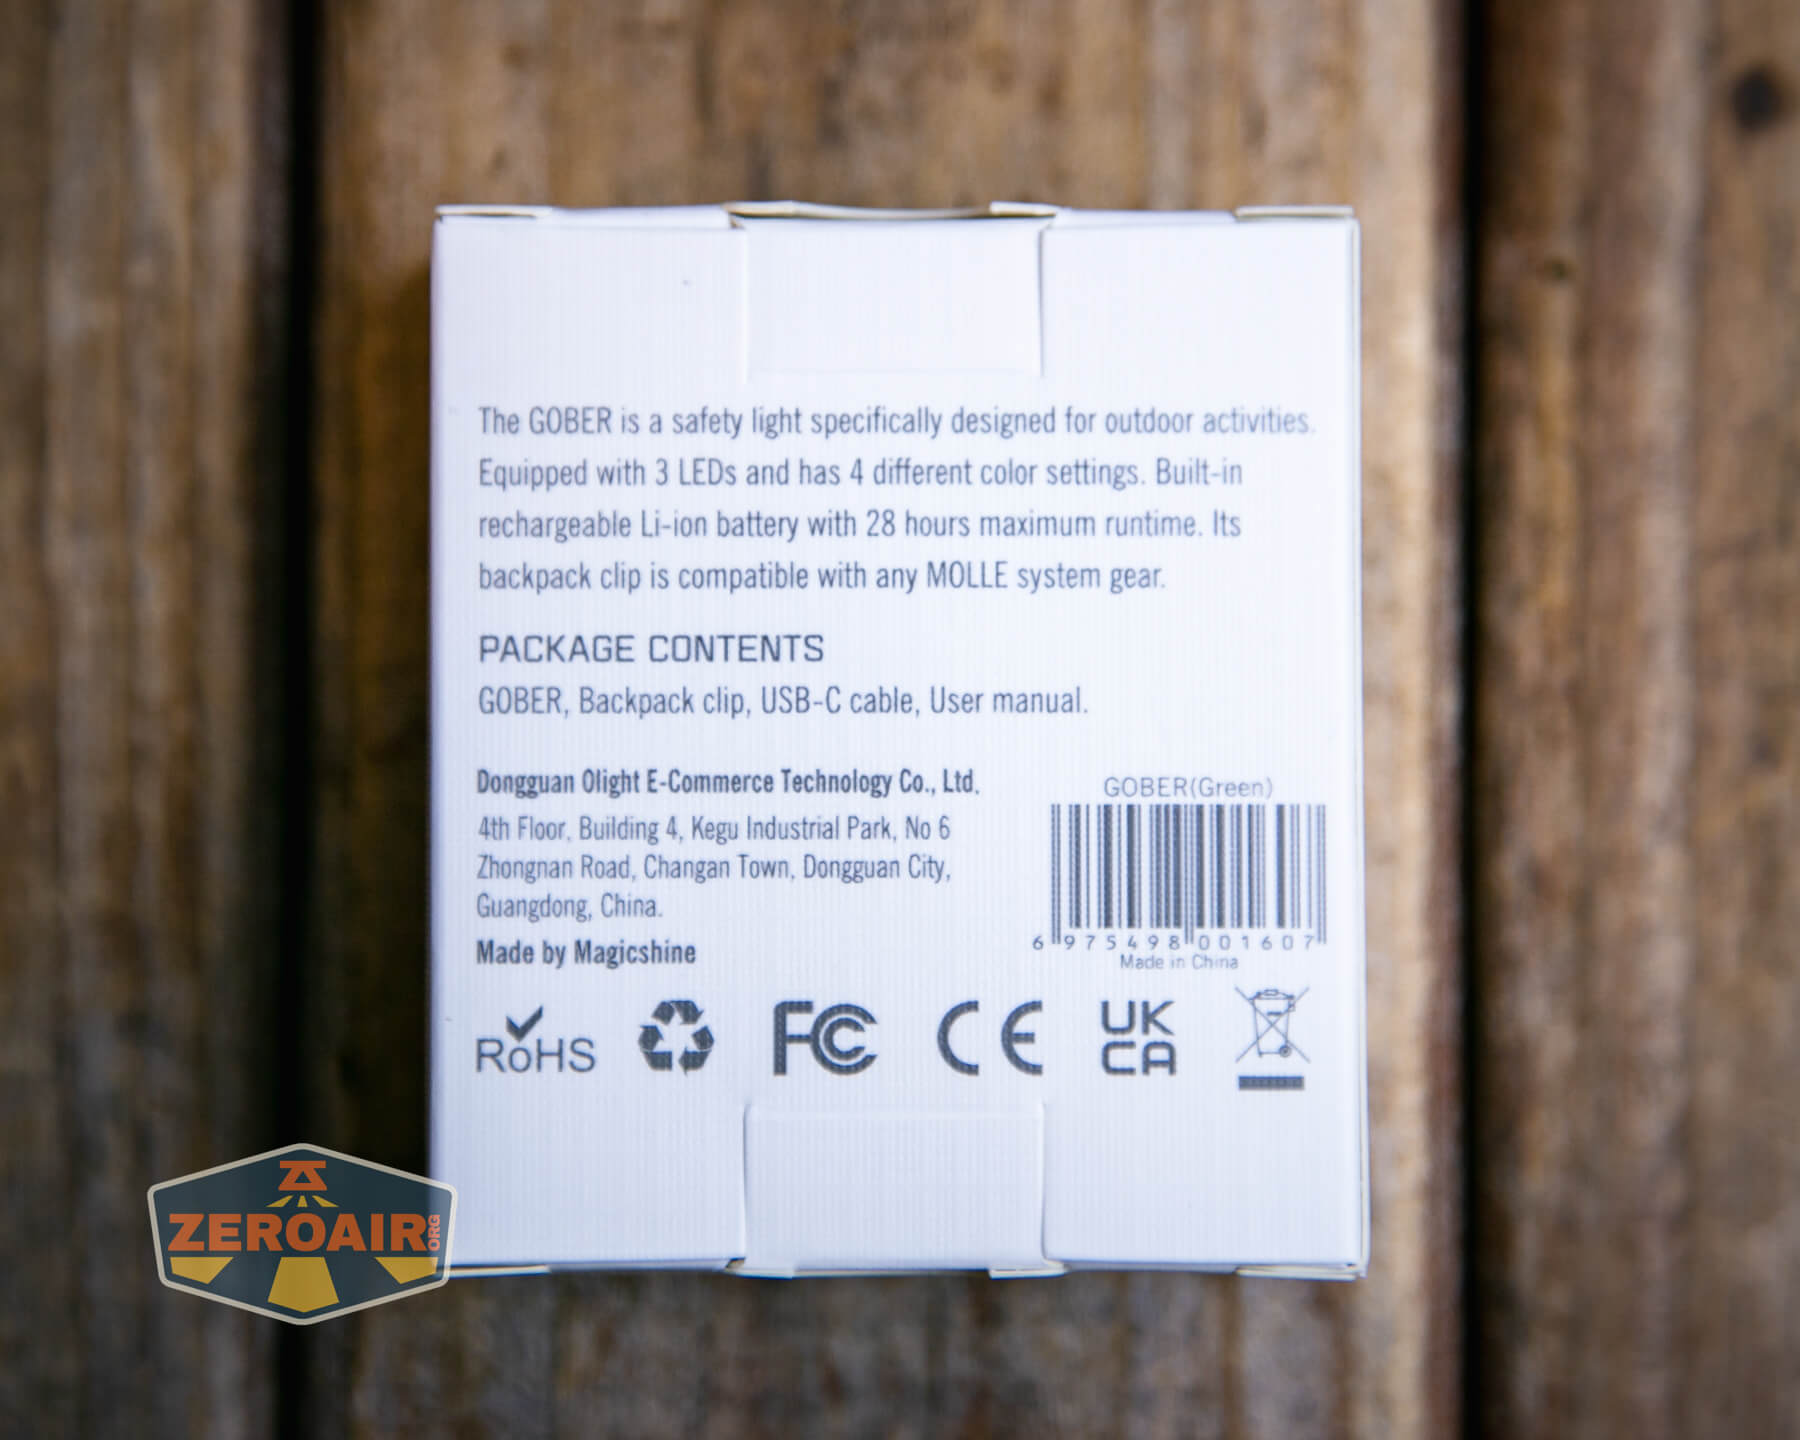 The GOBER is a safety light specifically designed for outdoor activities.
Equipped with 3 LEDs and has 4 different color settings. Built-in
rechargeable Li-ion battery with 28 hours maximum runtime. Its
backpack clip is compatible with any MOLLE system gear.
PACKAGE CONTENTS
GOBER, Backpack clip, USB-C cable, User manual.
Dongguan Olight E-Commerce Technology Co., Ltd.
4th Floor, Building 4, Kegu Industrial Park, No 6
Zhongnan Road, Changan Town, Dongguan City,
Guangdong, China.
Made by Magicshine
GOBER(Green)
6 975498 001607
Made in China
RoHS
FC
CE
UK
CA
ZEROAIR.ORG